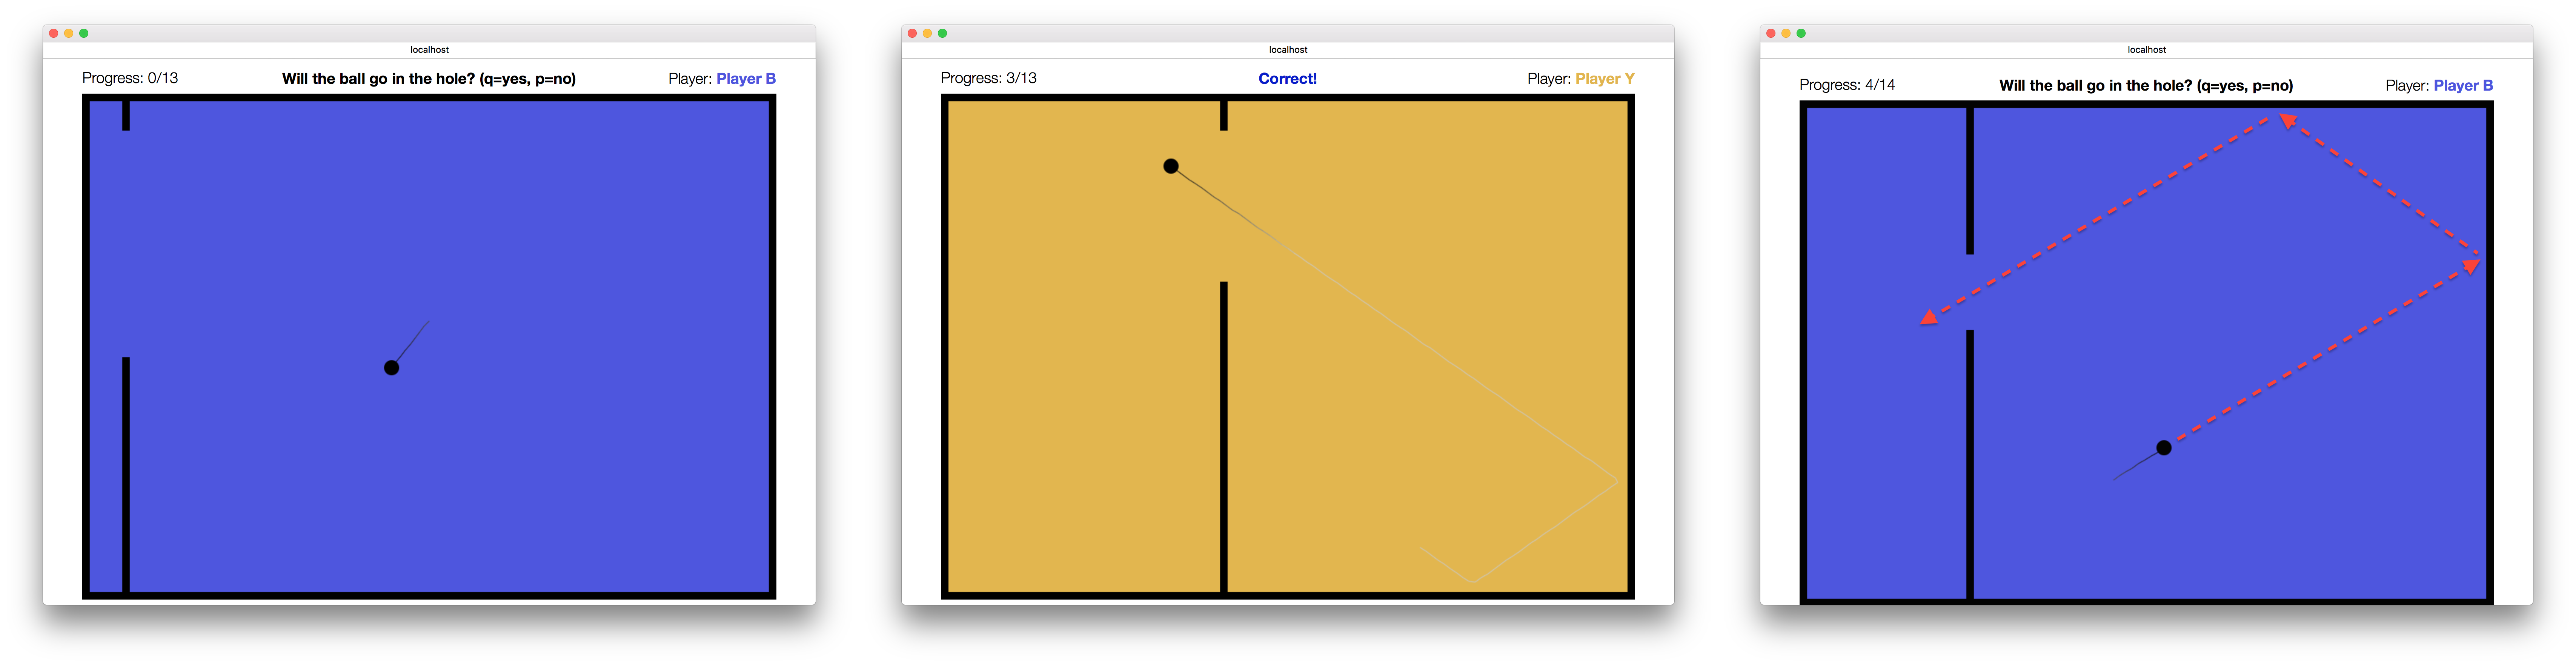 localhost
Progress: 0/13
Will the ball go in the hole? (q=yes, p=no)
Player: Player B
localhost
Progress: 3/13
Correct!
Player: Player Y
localhost
Progress: 4/14
Will the ball go in the hole? (q=yes, p=no)
Player: Player B